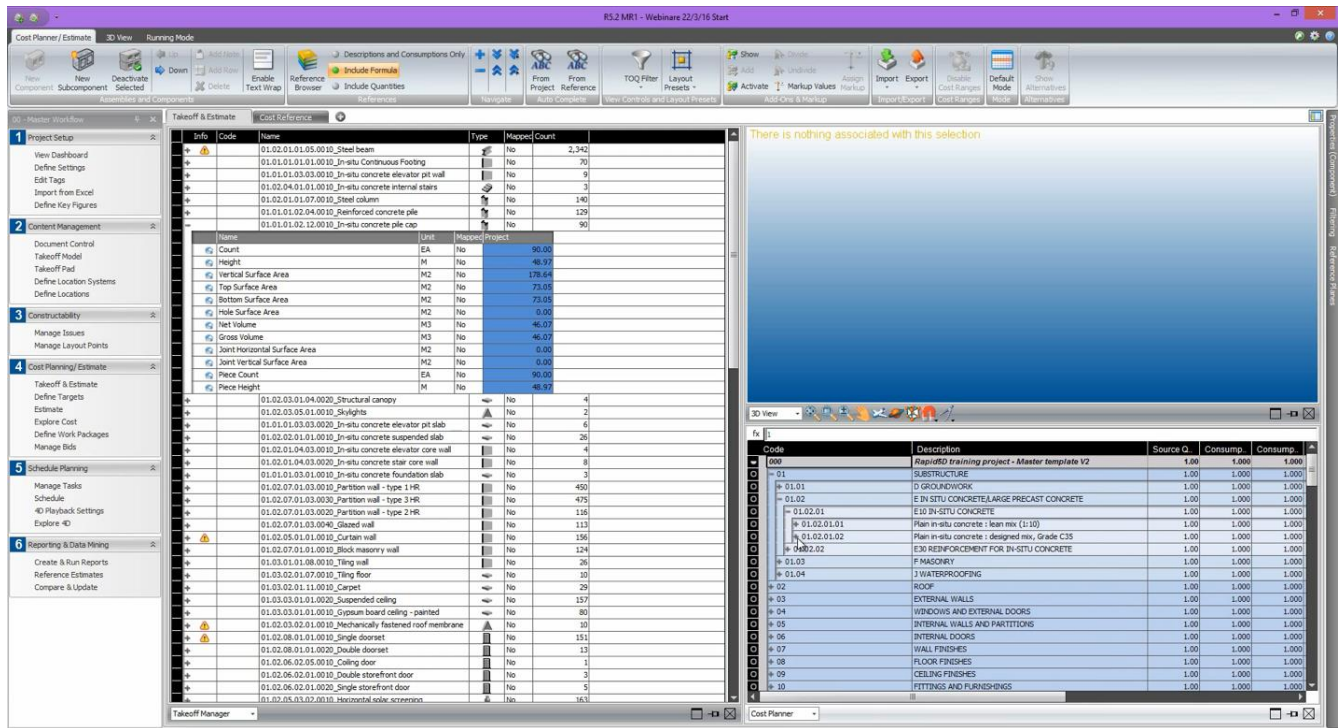 R5.2 MR1 - Webinare 22/3/16 Start
Cost Planner/ Estimate 3D View Running Mode
New Component
New Subcomponent
Deactivate Selected
Up
Down
Add Note
Add Row
Delete
Enable Text Wrap
Reference Browser
Descriptions and Consumptions Only
Include Formula
Include Quantities
From Project
From Reference
TOQ Filter
Layout Presets
Show
Add
Activate
Divide
Undivide
Markup Values
Assign Markup
Import
Export
Disable Cost Ranges
Default Mode
Show Alternatives
Assemblies and Components
References
Navigate
Auto Complete
View Controls and Layout Presets
Add-Ons & Markup
Import/Export
Cost Ranges
Mode
Alternatives
00 - Master Workflow
1 Project Setup
View Dashboard
Define Settings
Edit Tags
Import from Excel
Define Key Figures
2 Content Management
Document Control
Takeoff Model
Takeoff Pad
Define Location Systems
Define Locations
3 Constructability
Manage Issues
Manage Layout Points
4 Cost Planning/ Estimate
Takeoff & Estimate
Define Targets
Estimate
Explore Cost
Define Work Packages
Manage Bids
5 Schedule Planning
Manage Tasks
Schedule
4D Playback Settings
Explore 4D
6 Reporting & Data Mining
Create & Run Reports
Reference Estimates
Compare & Update
Takeoff & Estimate Cost Reference
Info Code Name Type Mapped Count
01.02.01.01.05.0010_Steel beam No 2,342
01.01.01.01.01.0010_In-situ Continuous Footing No 70
01.01.01.03.03.0010_In-situ concrete elevator pit wall No 9
01.02.04.01.01.0010_In-situ concrete internal stairs No 3
01.02.01.01.07.0010_Steel column No 140
01.01.01.02.04.0010_Reinforced concrete pile No 129
01.01.01.02.12.0010_In-situ concrete pile cap No 90
Name Unit Mapped Project
Count EA No 90.00
Height M No 48.97
Vertical Surface Area M2 No 178.64
Top Surface Area M2 No 73.05
Bottom Surface Area M2 No 73.05
Hole Surface Area M2 No 0.00
Net Volume M3 No 46.07
Gross Volume M3 No 46.07
Joint Horizontal Surface Area M2 No 0.00
Joint Vertical Surface Area M2 No 0.00
Piece Count EA No 90.00
Piece Height M No 48.97
01.02.03.01.04.0020_Structural canopy No 4
01.02.03.05.01.0010_Skylights No 2
01.01.01.03.03.0020_In-situ concrete elevator pit slab No 6
01.02.02.01.01.0010_In-situ concrete suspended slab No 26
01.02.01.04.03.0010_In-situ concrete elevator core wall No 4
01.02.01.04.03.0020_In-situ concrete stair core wall No 8
01.01.01.03.01.0010_In-situ concrete foundation slab No 3
01.02.07.01.03.0010_Partition wall - type 1 HR No 450
01.02.07.01.03.0030_Partition wall - type 3 HR No 475
01.02.07.01.03.0020_Partition wall - type 2 HR No 116
01.02.07.01.03.0040_Glazed wall No 113
01.02.05.01.01.0010_Curtain wall No 156
01.02.07.01.01.0010_Block masonry wall No 124
01.03.01.01.08.0010_Tiling wall No 26
01.03.02.01.07.0010_Tiling floor No 10
01.03.02.01.11.0010_Carpet No 29
01.03.03.01.01.0020_Suspended ceiling No 157
01.03.03.01.01.0010_Gypsum board ceiling - painted No 80
01.02.03.02.01.0010_Mechanically fastened roof membrane No 10
01.02.08.01.01.0010_Single doorset No 151
01.02.08.01.01.0020_Double doorset No 13
01.02.06.02.05.0010_Coiling door No 1
01.02.06.02.01.0010_Double storefront door No 3
01.02.06.02.01.0020_Single storefront door No 5
01.02.05.03.02.0010_Horizontal solar screening No 163
Takeoff Manager
There is nothing associated with this selection
3D View
fx 1
Code Description Source Q.. Consump.. Consump..
000 Rapid5D training project - Master template V2 1.00 1.000 1.000
01 SUBSTRUCTURE 1.00 1.000 1.000
01.01 D GROUNDWORK 1.00 1.000 1.000
01.02 E IN SITU CONCRETE/LARGE PRECAST CONCRETE 1.00 1.000 1.000
01.02.01 E10 IN-SITU CONCRETE 1.00 1.000 1.000
01.02.01.01 Plain in-situ concrete : lean mix (1:10) 1.00 1.000 1.000
01.02.01.02 Plain in-situ concrete : designed mix, Grade C35 1.00 1.000 1.000
01.02.02 E30 REINFORCEMENT FOR IN-SITU CONCRETE 1.00 1.000 1.000
01.03 F MASONRY 1.00 1.000 1.000
01.04 J WATERPROOFING 1.00 1.000 1.000
02 ROOF 1.00 1.000 1.000
03 EXTERNAL WALLS 1.00 1.000 1.000
04 WINDOWS AND EXTERNAL DOORS 1.00 1.000 1.000
05 INTERNAL WALLS AND PARTITIONS 1.00 1.000 1.000
06 INTERNAL DOORS 1.00 1.000 1.000
07 WALL FINISHES 1.00 1.000 1.000
08 FLOOR FINISHES 1.00 1.000 1.000
09 CEILING FINISHES 1.00 1.000 1.000
10 FITTINGS AND FURNISHINGS 1.00 1.000 1.000
Cost Planner
Properties (Component)
Filtering
Reference Planes